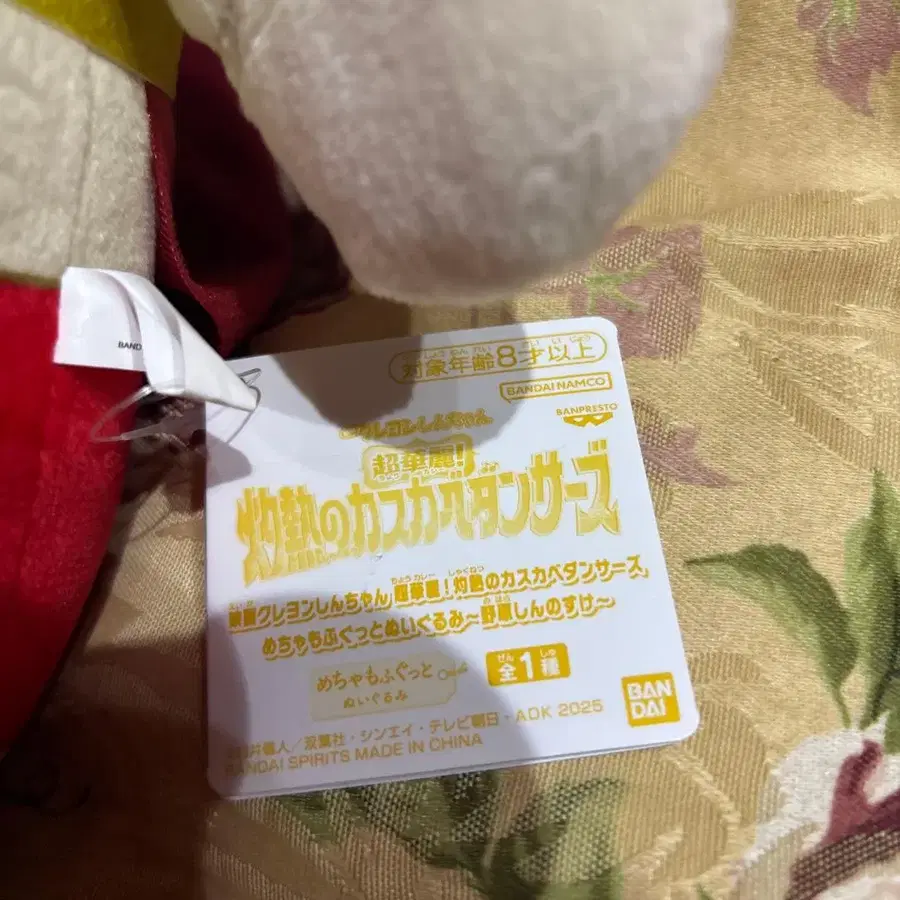 BAND
対象年齢8才以上
BANDAI NAMCO
BANPRESTO
クレヨンしんちゃん
超華麗!
灼熱のカスカベダンサーズ
映画クレヨンしんちゃん 超華麗!灼熱のカスカベダンサーズ
めちゃもふぐっとぬいぐるみ~野原しんのすけ~
めちゃもふぐっと
ぬいぐるみ
全1種
BAN
DAI
井儀人/双葉社・シンエイ・テレビ朝日・ADK 2025
BANDAI SPIRITS MADE IN CHINA